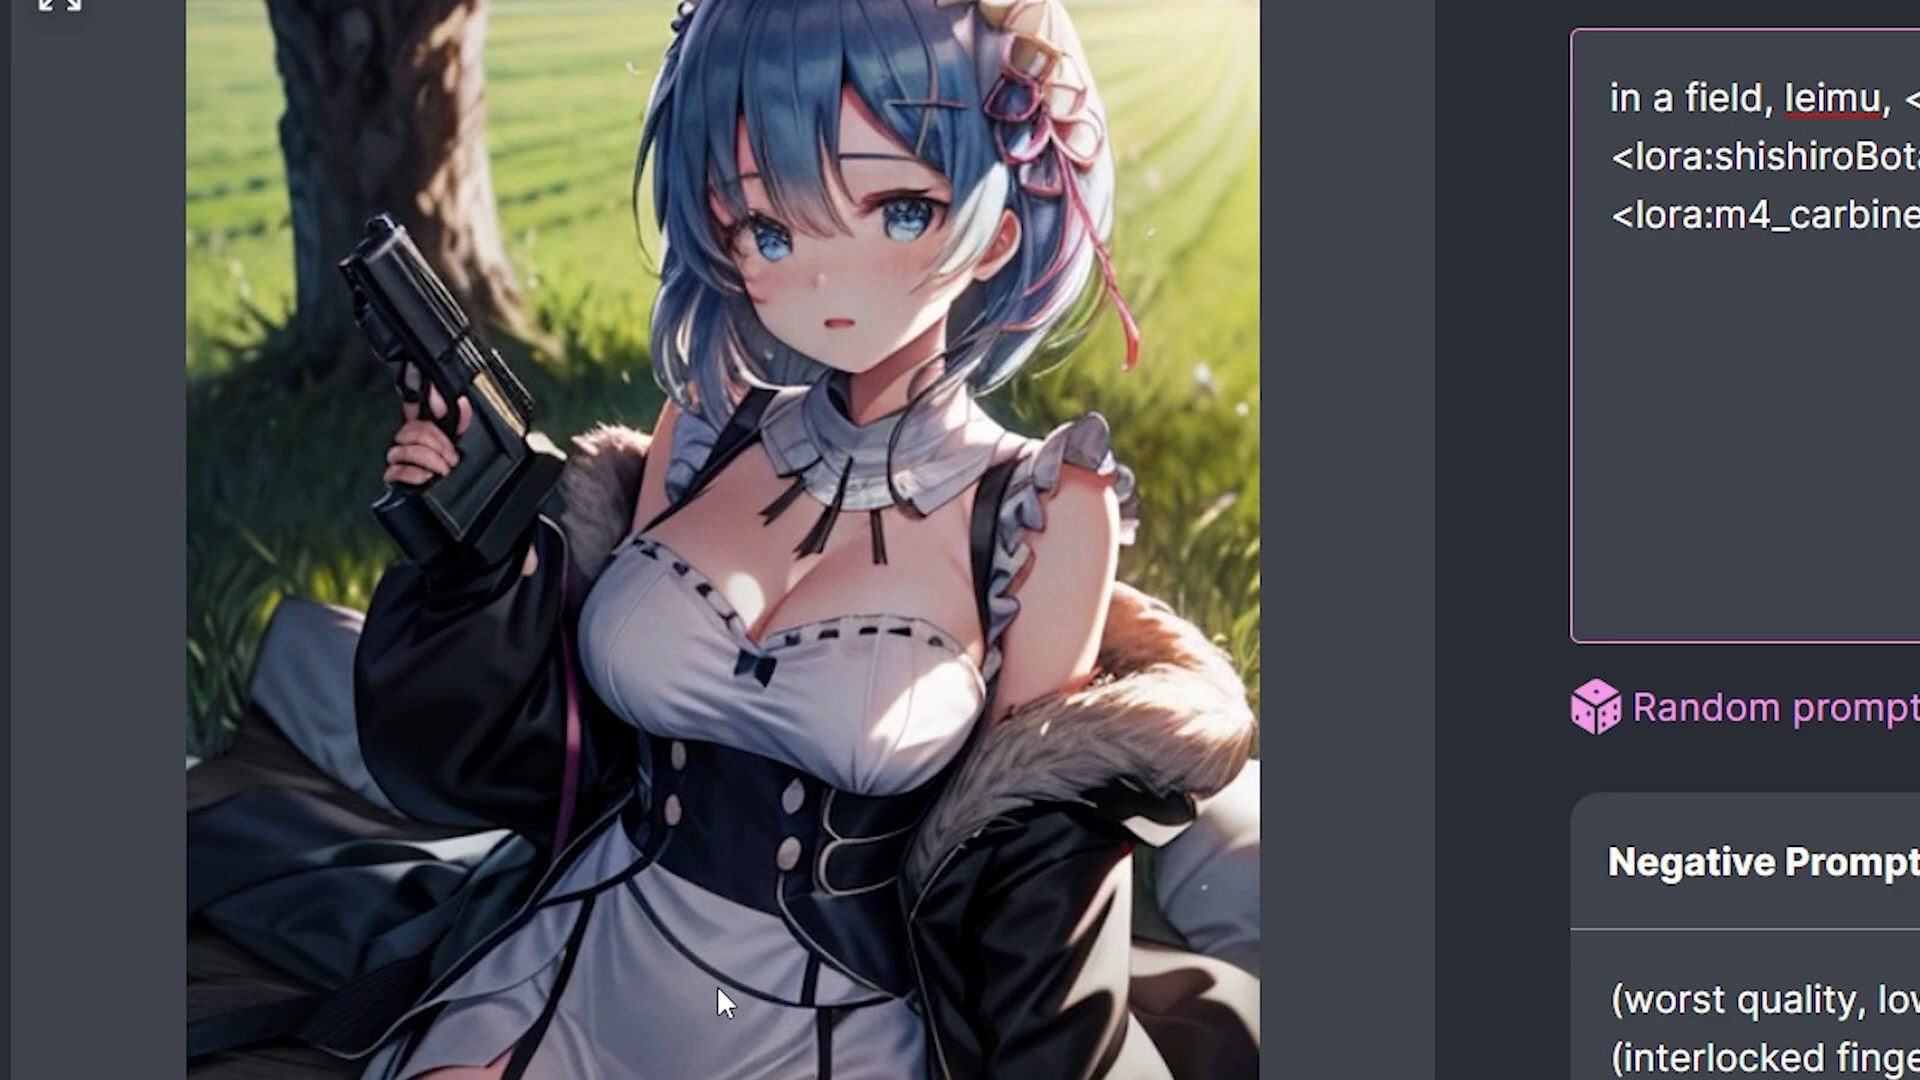 in a field, leimu, <
<lora:shishiroBot
<lora:m4_carbine
Random prompt
Negative Prompt
(worst quality, lo
(interlocked finge